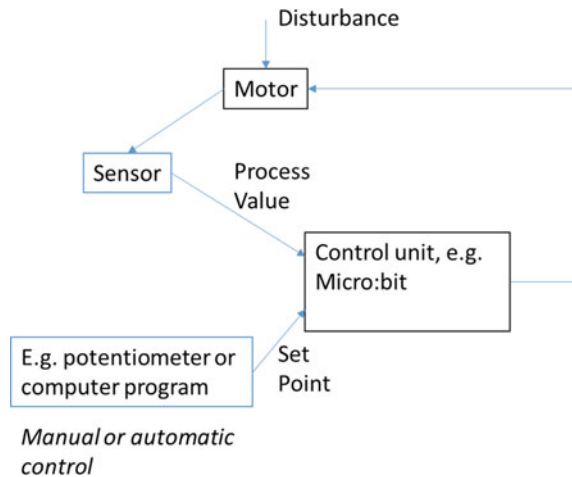 Disturbance
Motor
Sensor
Process
Value
Control unit, e.g.
Micro:bit
E.g. potentiometer or
computer program
Set
Point
Manual or automatic
control